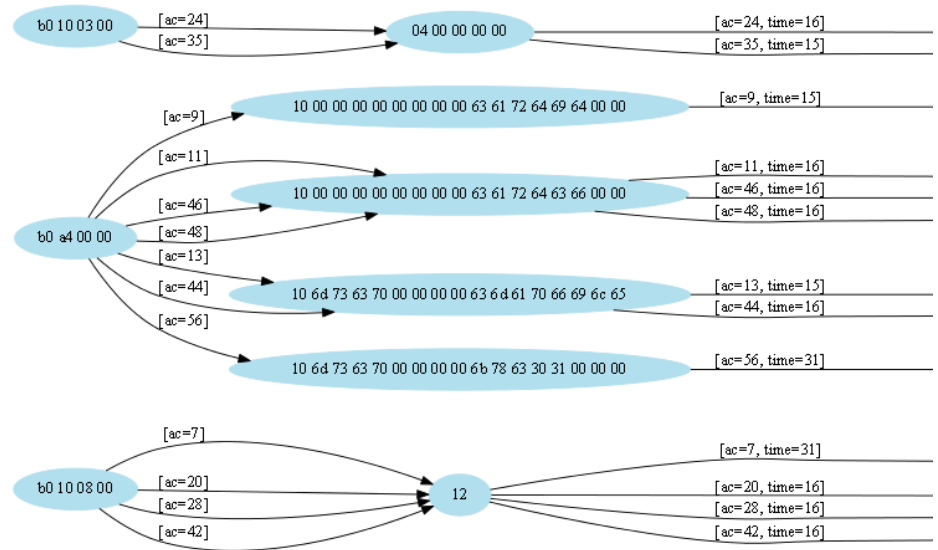 b0 10 03 00
[ac=24]
[ac=35]
04 00 00 00 00
[ac=24, time=16]
[ac=35, time=15]
b0 a4 00 00
[ac=9]
[ac=11]
[ac=46]
[ac=48]
[ac=13]
[ac=44]
[ac=56]
10 00 00 00 00 00 00 00 00 63 61 72 64 69 64 00 00
[ac=9, time=15]
10 00 00 00 00 00 00 00 00 63 61 72 64 63 66 00 00
[ac=11, time=16]
[ac=46, time=16]
[ac=48, time=16]
10 6d 73 63 70 00 00 00 00 63 6d 61 70 66 69 6c 65
[ac=13, time=15]
[ac=44, time=16]
10 6d 73 63 70 00 00 00 00 6b 78 63 30 31 00 00 00
[ac=56, time=31]
b0 10 08 00
[ac=7]
[ac=20]
[ac=28]
[ac=42]
12
[ac=7, time=31]
[ac=20, time=16]
[ac=28, time=16]
[ac=42, time=16]